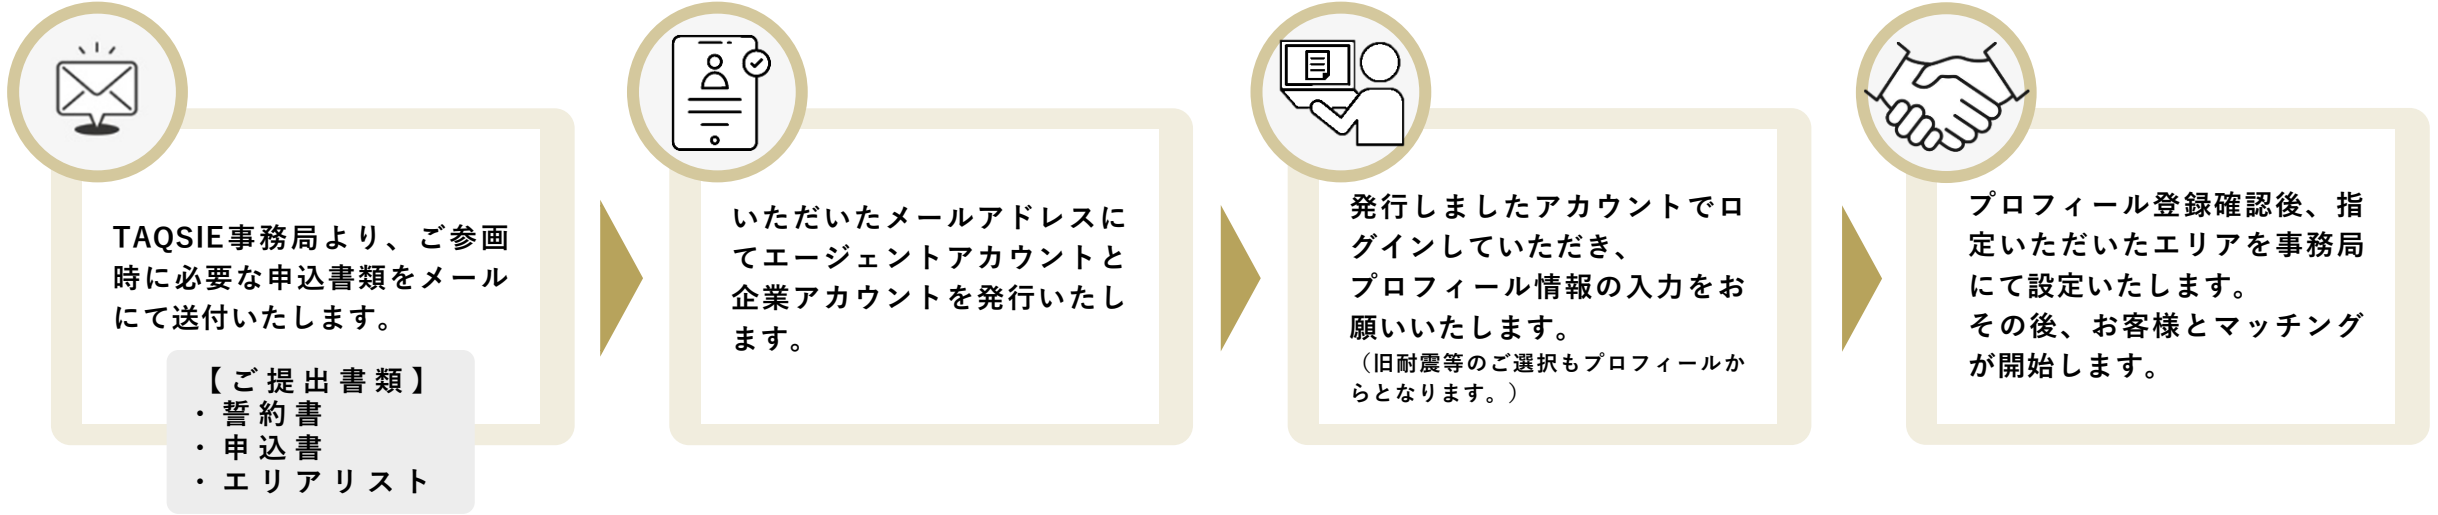 TAQSIE事務局より、ご参画
時に必要な申込書類をメール
にて送付いたします。
【ご提出書類】
・誓約書
・申込書
・エリアリスト
いただいたメールアドレスに
てエージェントアカウントと
企業アカウントを発行いたし
ます。
発行しましたアカウントでロ
グインしていただき、
プロフィール情報の入力をお
願いいたします。
（旧耐震等のご選択もプロフィールか
らとなります。）
プロフィール登録確認後、指
定いただいたエリアを事務局
にて設定いたします。
その後、お客様とマッチング
が開始します。